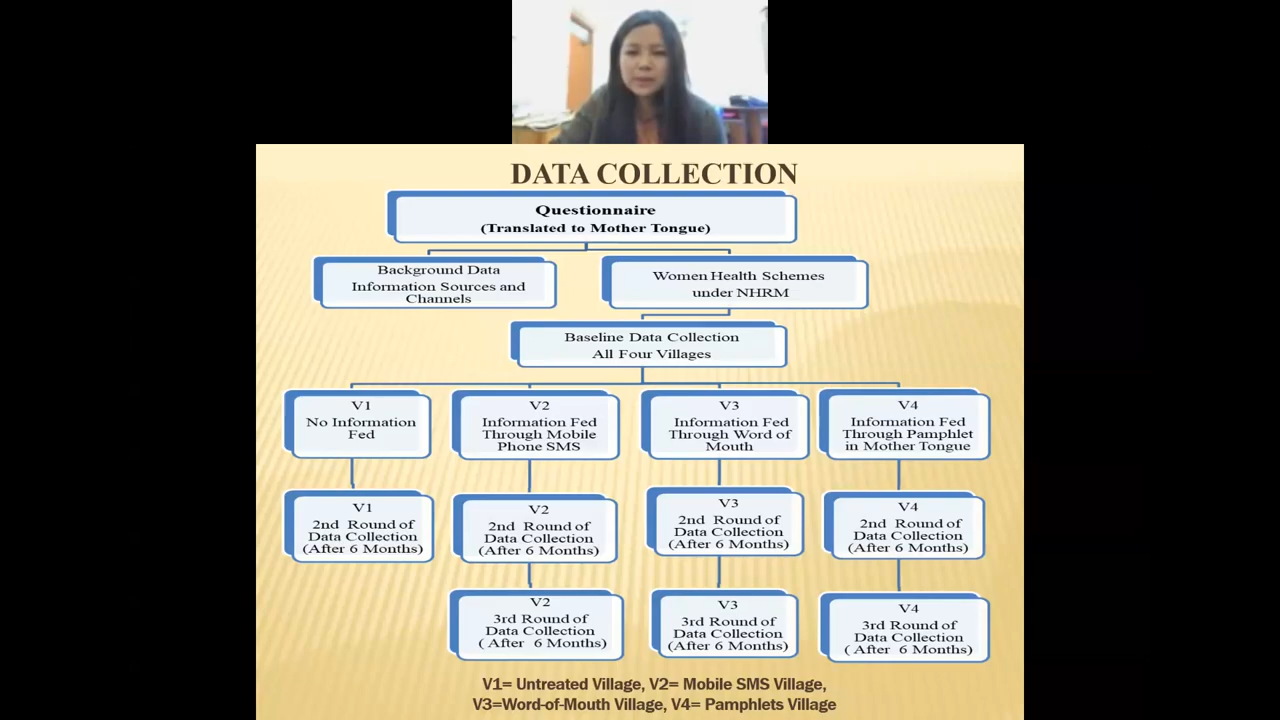 DATA COLLECTION
Questionnaire
(Translated to Mother Tongue)
Background Data
Information Sources and
Channels
Women Health Schemes
under NHRM
Baseline Data Collection
All Four Villages
V1
No Information
Fed
V2
Information Fed
Through Mobile
Phone SMS
V3
Information Fed
Through Word of
Mouth
V4
Information Fed
Through Pamphlet
in Mother Tongue
V1
2nd Round of
Data Collection
(After 6 Months)
V2
2nd Round of
Data Collection
(After 6 Months)
V3
2nd Round of
Data Collection
(After 6 Months)
V4
2nd Round of
Data Collection
(After 6 Months)
V2
3rd Round of
Data Collection
( After 6 Months)
V3
3rd Round of
Data Collection
(After 6 Months)
V4
3rd Round of
Data Collection
( After 6 Months)
V1= Untreated Village, V2= Mobile SMS Village,
V3=Word-of-Mouth Village, V4= Pamphlets Village